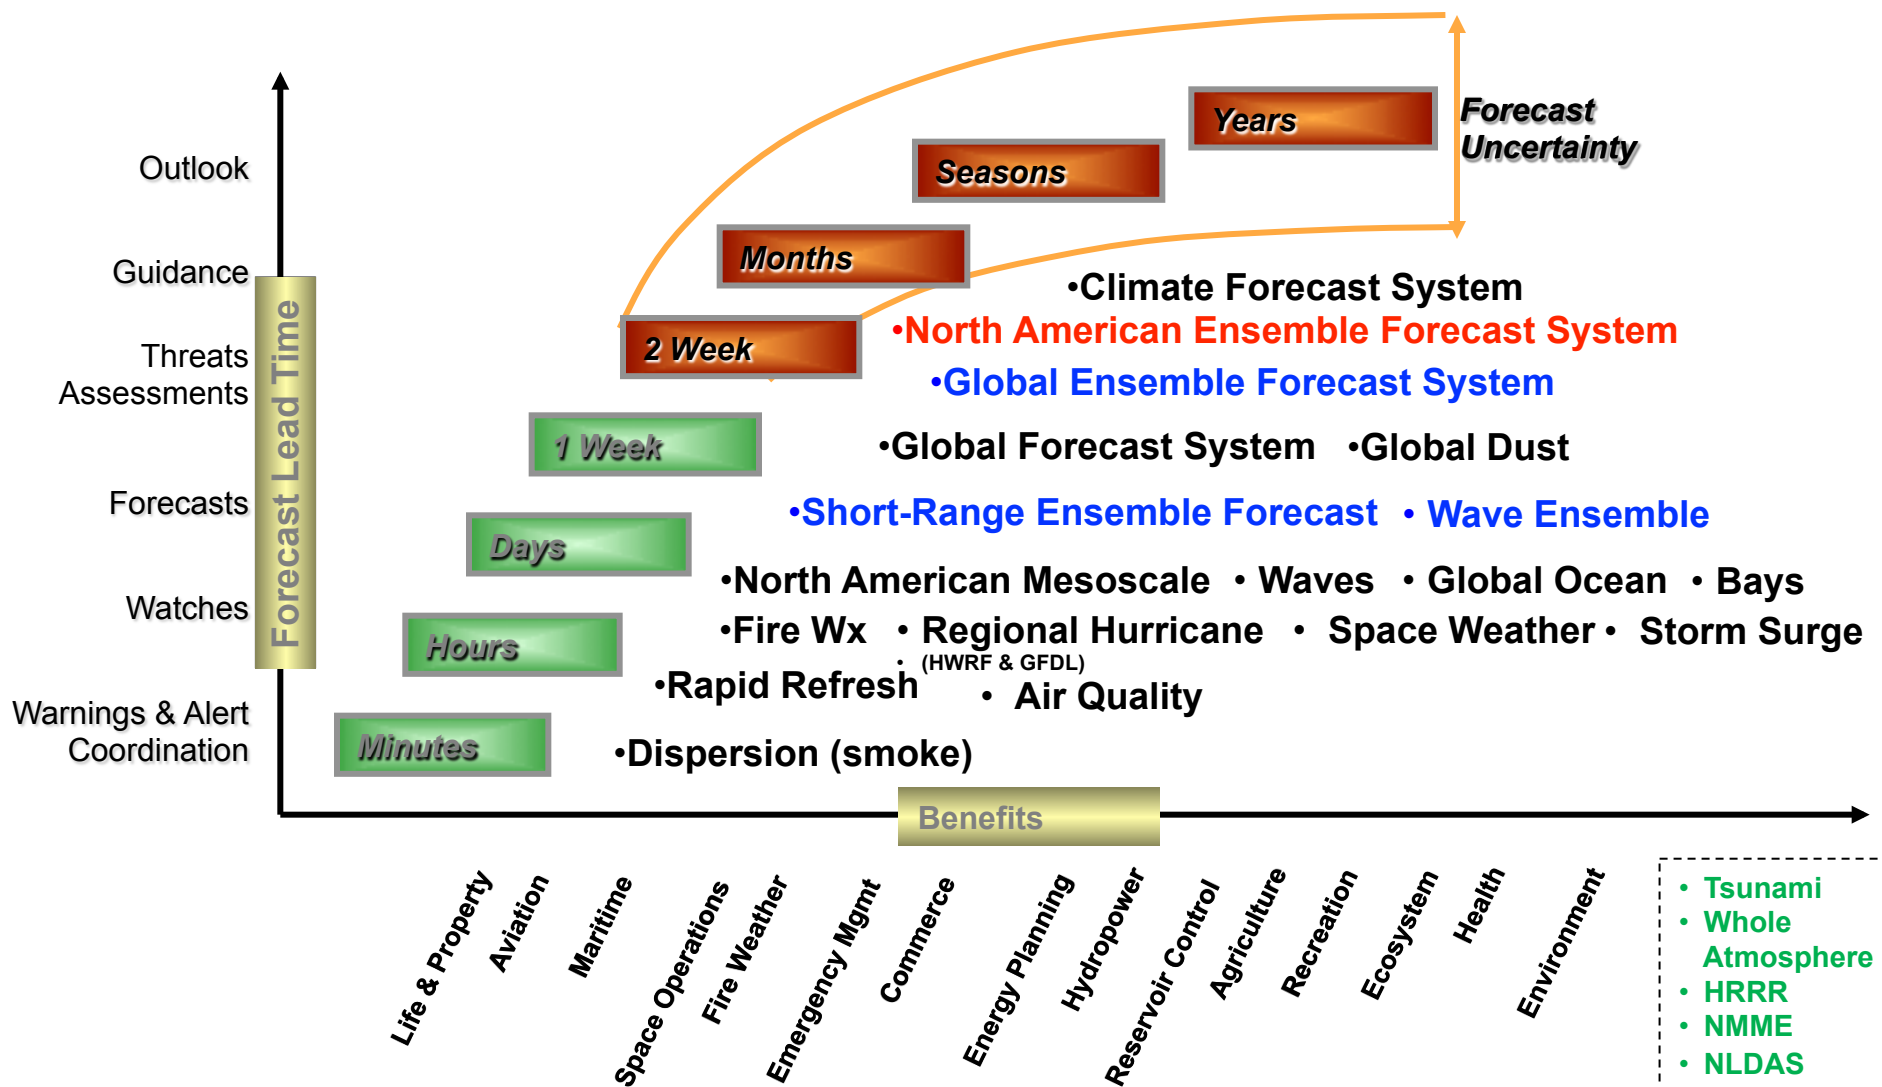 Years
Forecast
Uncertainty
Outlook
Seasons
Months
Guidance
•Climate Forecast System
•North American Ensemble Forecast System
2 Week
Threats
Assessments
•Global Ensemble Forecast System
1 Week
•Global Forecast System •Global Dust
Forecast Lead Time
Forecasts
•Short-Range Ensemble Forecast • Wave Ensemble
Days
•North American Mesoscale • Waves • Global Ocean • Bays
Watches
•Fire Wx • Regional Hurricane • Space Weather • Storm Surge
Hours
• (HWRF & GFDL)
•Rapid Refresh • Air Quality
Warnings & Alert
Coordination
Minutes
•Dispersion (smoke)
Benefits
Life & Property
Aviation
Maritime
Space Operations
Fire Weather
Emergency Mgmt
Commerce
Energy Planning
Hydropower
Reservoir Control
Agriculture
Recreation
Ecosystem
Health
Environment
• Tsunami
• Whole
Atmosphere
• HRRR
• NMME
• NLDAS